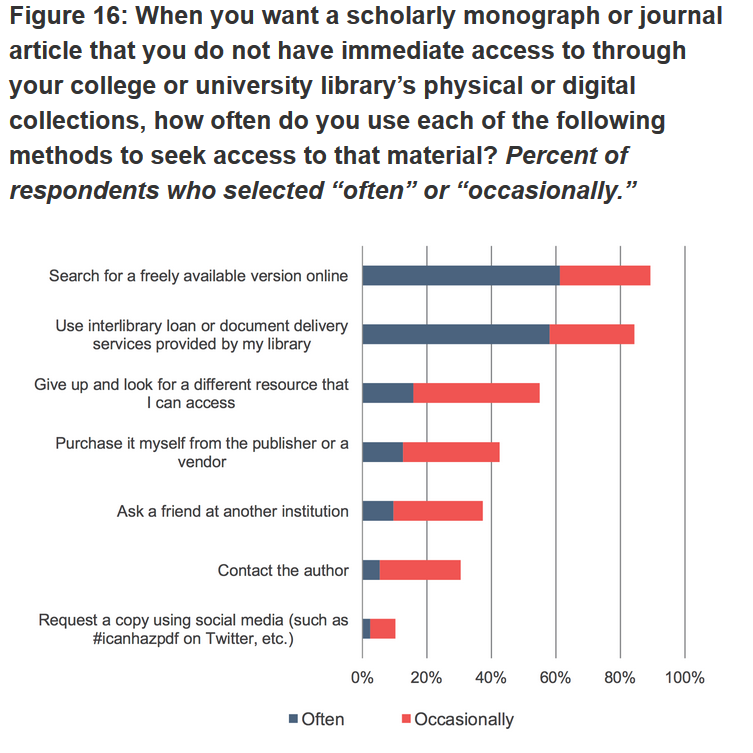 Figure 16: When you want a scholarly monograph or journal
article that you do not have immediate access to through
your college or university library’s physical or digital
collections, how often do you use each of the following
methods to seek access to that material? Percent of
respondents who selected “often” or “occasionally.”
Search for a freely available version online
Use interlibrary loan or document delivery
services provided by my library
Give up and look for a different resource that
I can access
Purchase it myself from the publisher or a
vendor
Ask a friend at another institution
Contact the author
Request a copy using social media (such as
#icanhazpdf on Twitter, etc.)
0% 20% 40% 60% 80% 100%
Often Occasionally